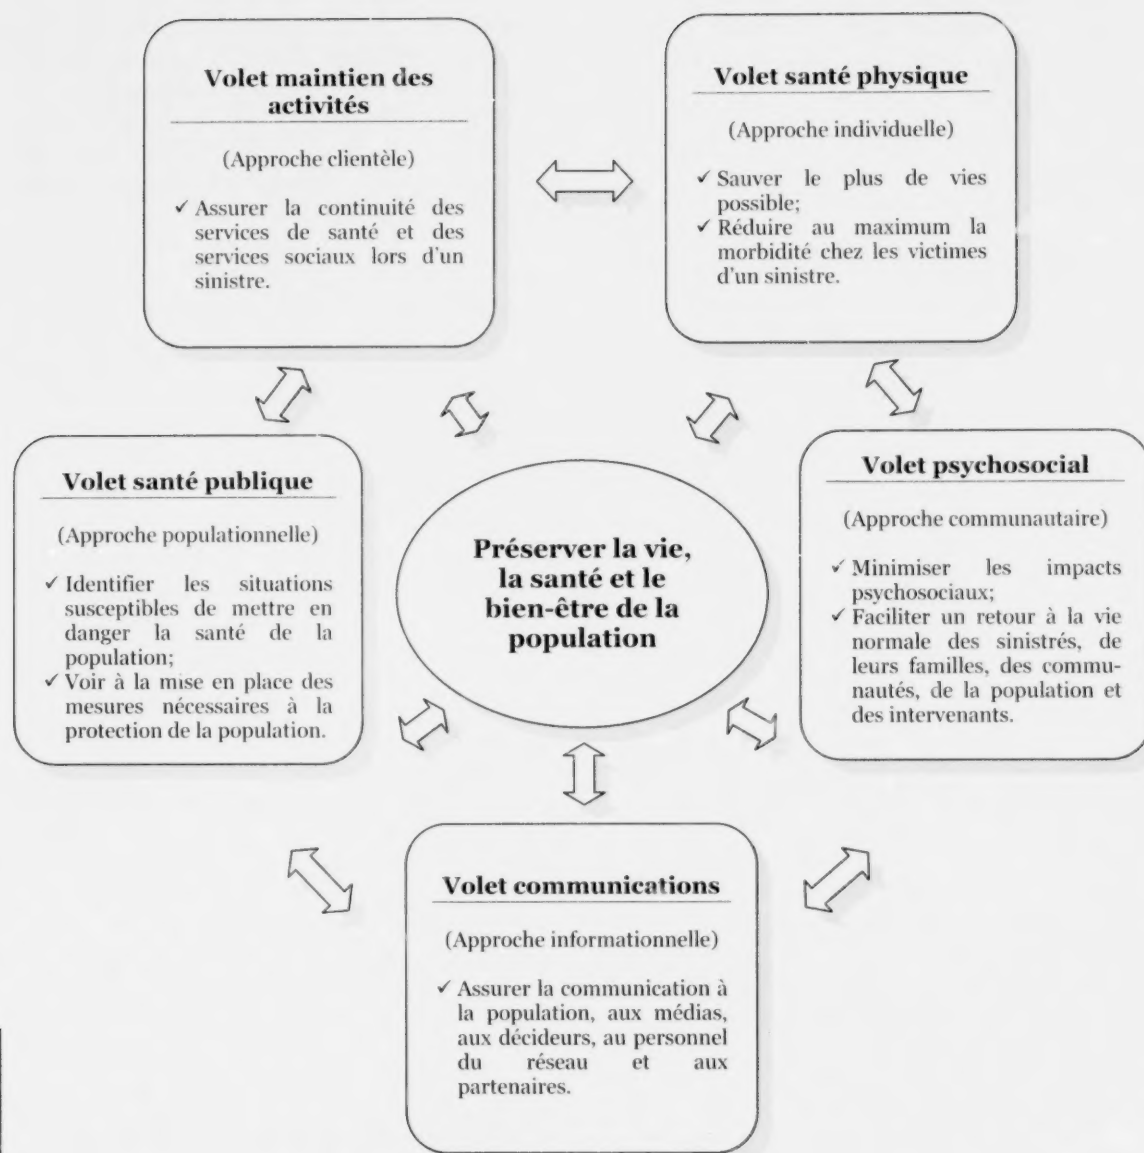 Volet maintien des
activités
(Approche clientèle)
✓ Assurer la continuité des
services de santé et des
services sociaux lors d'un
sinistre.
Volet santé physique
(Approche individuelle)
✓ Sauver le plus de vies
possible;
✓ Réduire au maximum la
morbidité chez les victimes
d'un sinistre.
Volet santé publique
(Approche populationnelle)
✓ Identifier les situations
susceptibles de mettre en
danger la santé de la
population;
✓ Voir à la mise en place des
mesures nécessaires à la
protection de la population.
Préserver la vie,
la santé et le
bien-être de la
population
Volet psychosocial
(Approche communautaire)
✓ Minimiser les impacts
psychosociaux;
✓ Faciliter un retour à la vie
normale des sinistrés, de
leurs familles, des commu-
nautés, de la population et
des intervenants.
Volet communications
(Approche informationnelle)
✓ Assurer la communication à
la population, aux médias,
aux décideurs, au personnel
du réseau et aux
partenaires.